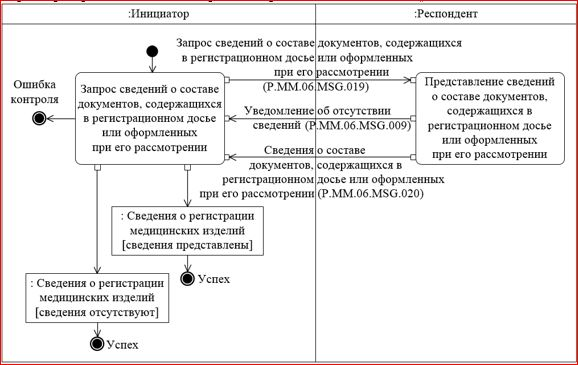 :Инициатор
:Респондент
Запрос сведений о составе документов, содержащихся
в регистрационном досье или оформленных
при его рассмотрении
(P.MM.06.MSG.019)
Ошибка
контроля
Запрос сведений о составе
документов, содержащихся
в регистрационном досье
или оформленных
при его рассмотрении
Уведомление об отсутствии
сведений (P.MM.06.MSG.009)
Представление сведений
о составе документов,
содержащихся в
регистрационном досье
или оформленных
при его рассмотрении
Сведения о составе
документов, содержащихся в
регистрационном досье или оформленных
при его рассмотрении (P.MM.06.MSG.020)
: Сведения о регистрации
медицинских изделий
[сведения представлены]
Успех
: Сведения о регистрации
медицинских изделий
[сведения отсутствуют]
Успех